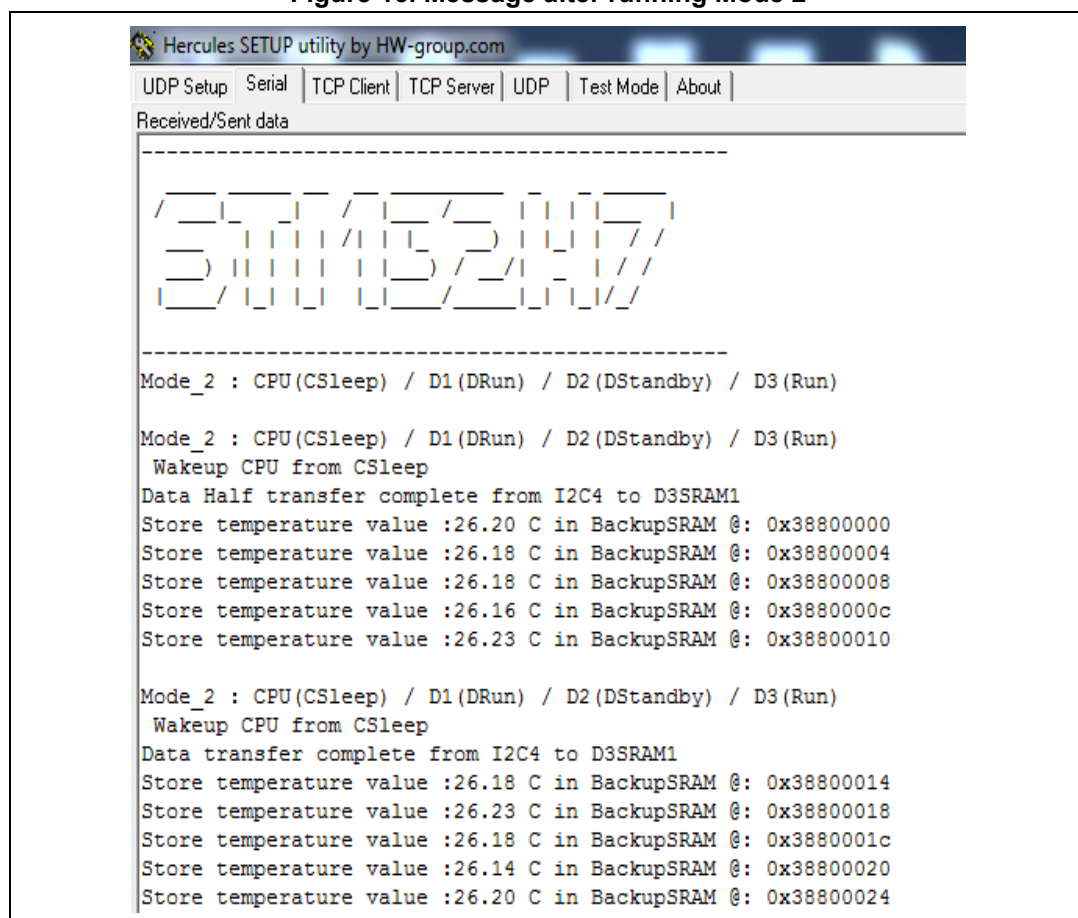 Figure 10. Message after running Mode 2
Hercules SETUP utility by HW-group.com
UDP Setup Serial TCP Client TCP Server UDP Test Mode About
Received/Sent data
-----------------------------------------------
STM32H7
-----------------------------------------------
Mode_2 : CPU(CSleep) / D1(DRun) / D2(DStandby) / D3(Run)
Mode_2 : CPU(CSleep) / D1(DRun) / D2(DStandby) / D3(Run)
Wakeup CPU from CSleep
Data Half transfer complete from I2C4 to D3SRAM1
Store temperature value :26.20 C in BackupSRAM @: 0x38800000
Store temperature value :26.18 C in BackupSRAM @: 0x38800004
Store temperature value :26.18 C in BackupSRAM @: 0x38800008
Store temperature value :26.16 C in BackupSRAM @: 0x3880000c
Store temperature value :26.23 C in BackupSRAM @: 0x38800010
Mode_2 : CPU(CSleep) / D1(DRun) / D2(DStandby) / D3(Run)
Wakeup CPU from CSleep
Data transfer complete from I2C4 to D3SRAM1
Store temperature value :26.18 C in BackupSRAM @: 0x38800014
Store temperature value :26.23 C in BackupSRAM @: 0x38800018
Store temperature value :26.18 C in BackupSRAM @: 0x3880001c
Store temperature value :26.14 C in BackupSRAM @: 0x38800020
Store temperature value :26.20 C in BackupSRAM @: 0x38800024